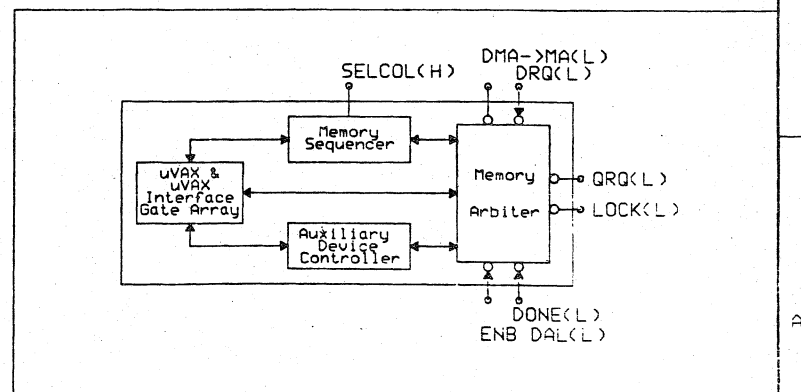 DMA->MA(L)
SELCOL(H)
DRQ(L)
Memory
Sequencer
uVAX &
uVAX
Interface
Gate Array
Memory
Arbiter
QRQ(L)
LOCK(L)
Auxiliary
Device
Controller
DONE(L)
ENB DAL(L)